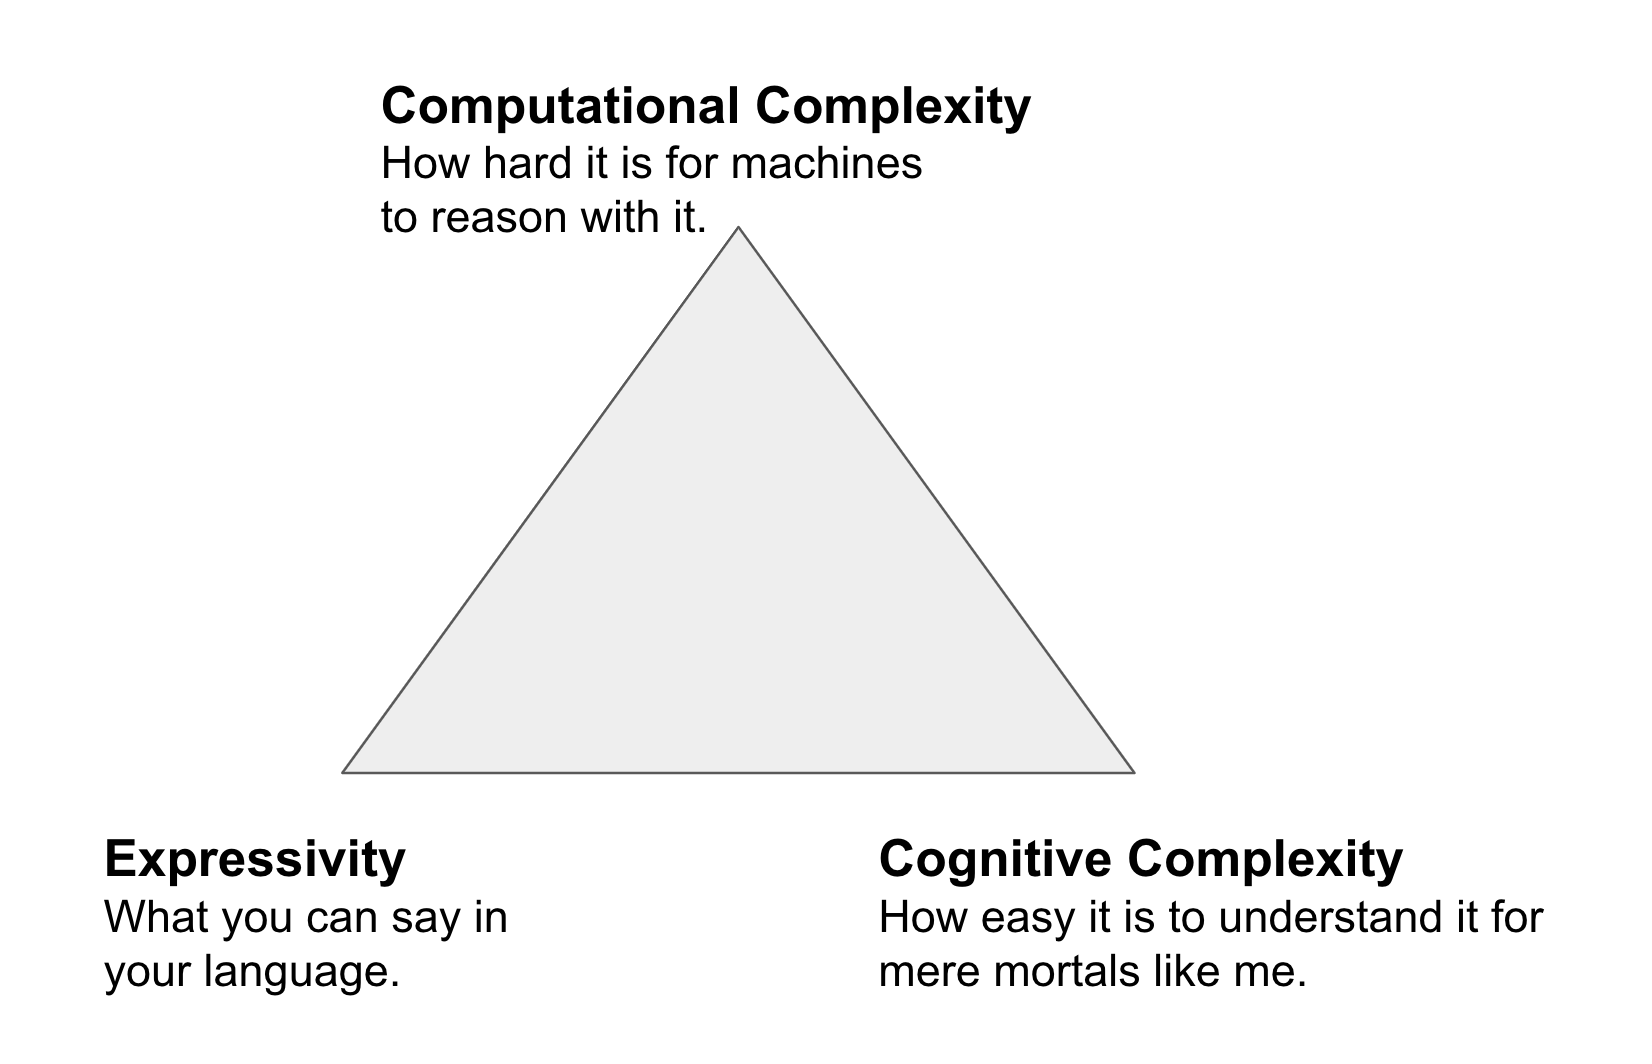 Computational Complexity
How hard it is for machines
to reason with it.
Expressivity
What you can say in
your language.
Cognitive Complexity
How easy it is to understand it for
mere mortals like me.